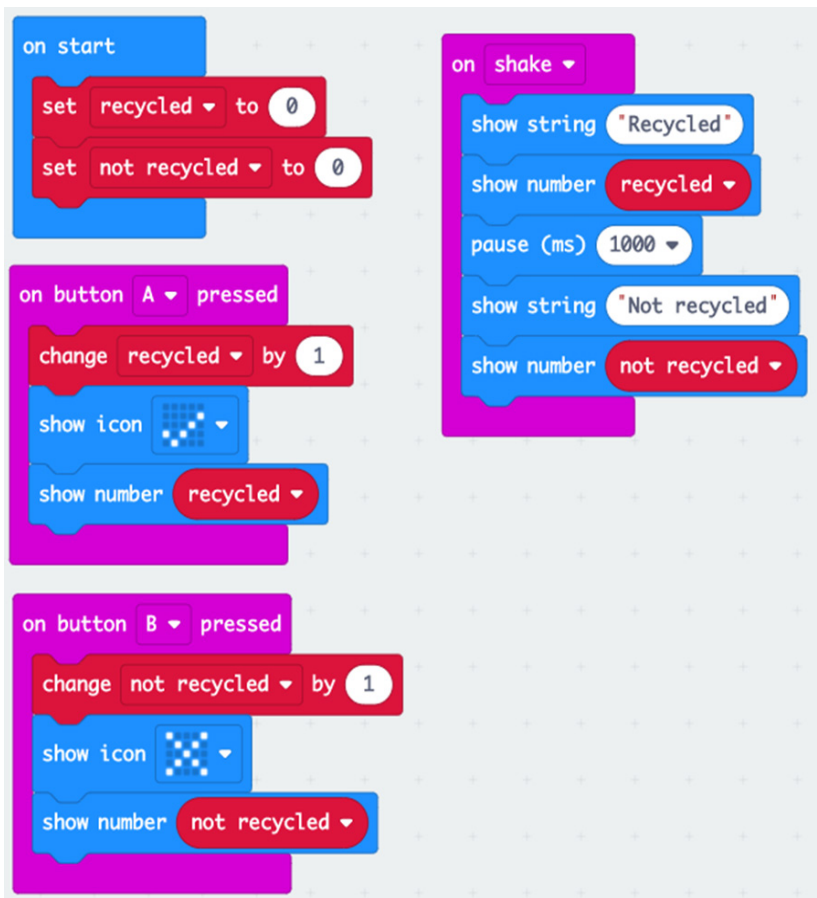 on start
set recycled to 0
set not recycled to 0
on button A pressed
change recycled by 1
show icon
show number recycled
on button B pressed
change not recycled by 1
show icon
show number not recycled
on shake
show string "Recycled"
show number recycled
pause (ms) 1000
show string "Not recycled"
show number not recycled